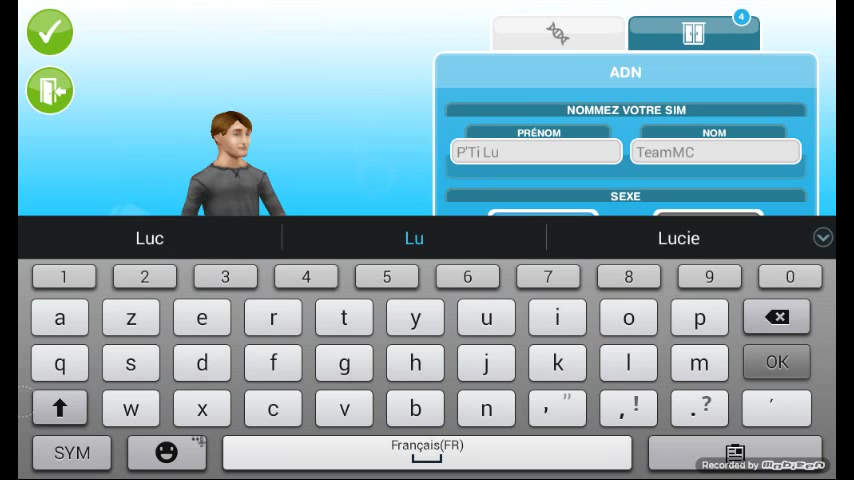 4
ADN
NOMMEZ VOTRE SIM
PRÉNOM NOM
P'Ti Lu TeamMC
SEXE
Luc Lu Lucie
1 2 3 4 5 6 7 8 9 0
a z e r t y u i o p
q s d f g h j k l m OK
w x c v b n , " , ! . ? ´
SYM Français(FR)
Recorded by mobizen